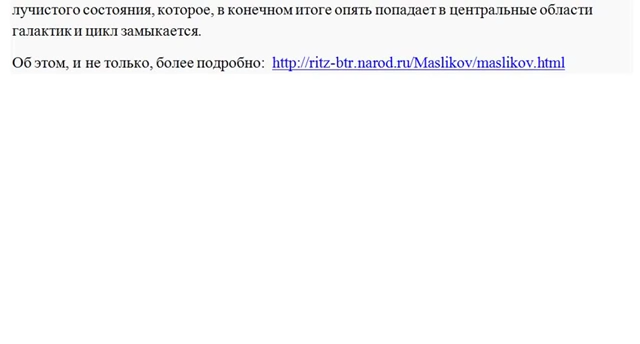 лучистого состояния, которое, в конечном итоге опять попадает в центральные области
галактик и цикл замыкается.
Об этом, и не только, более подробно: http://ritz-btr.narod.ru/Maslikov/maslikov.html